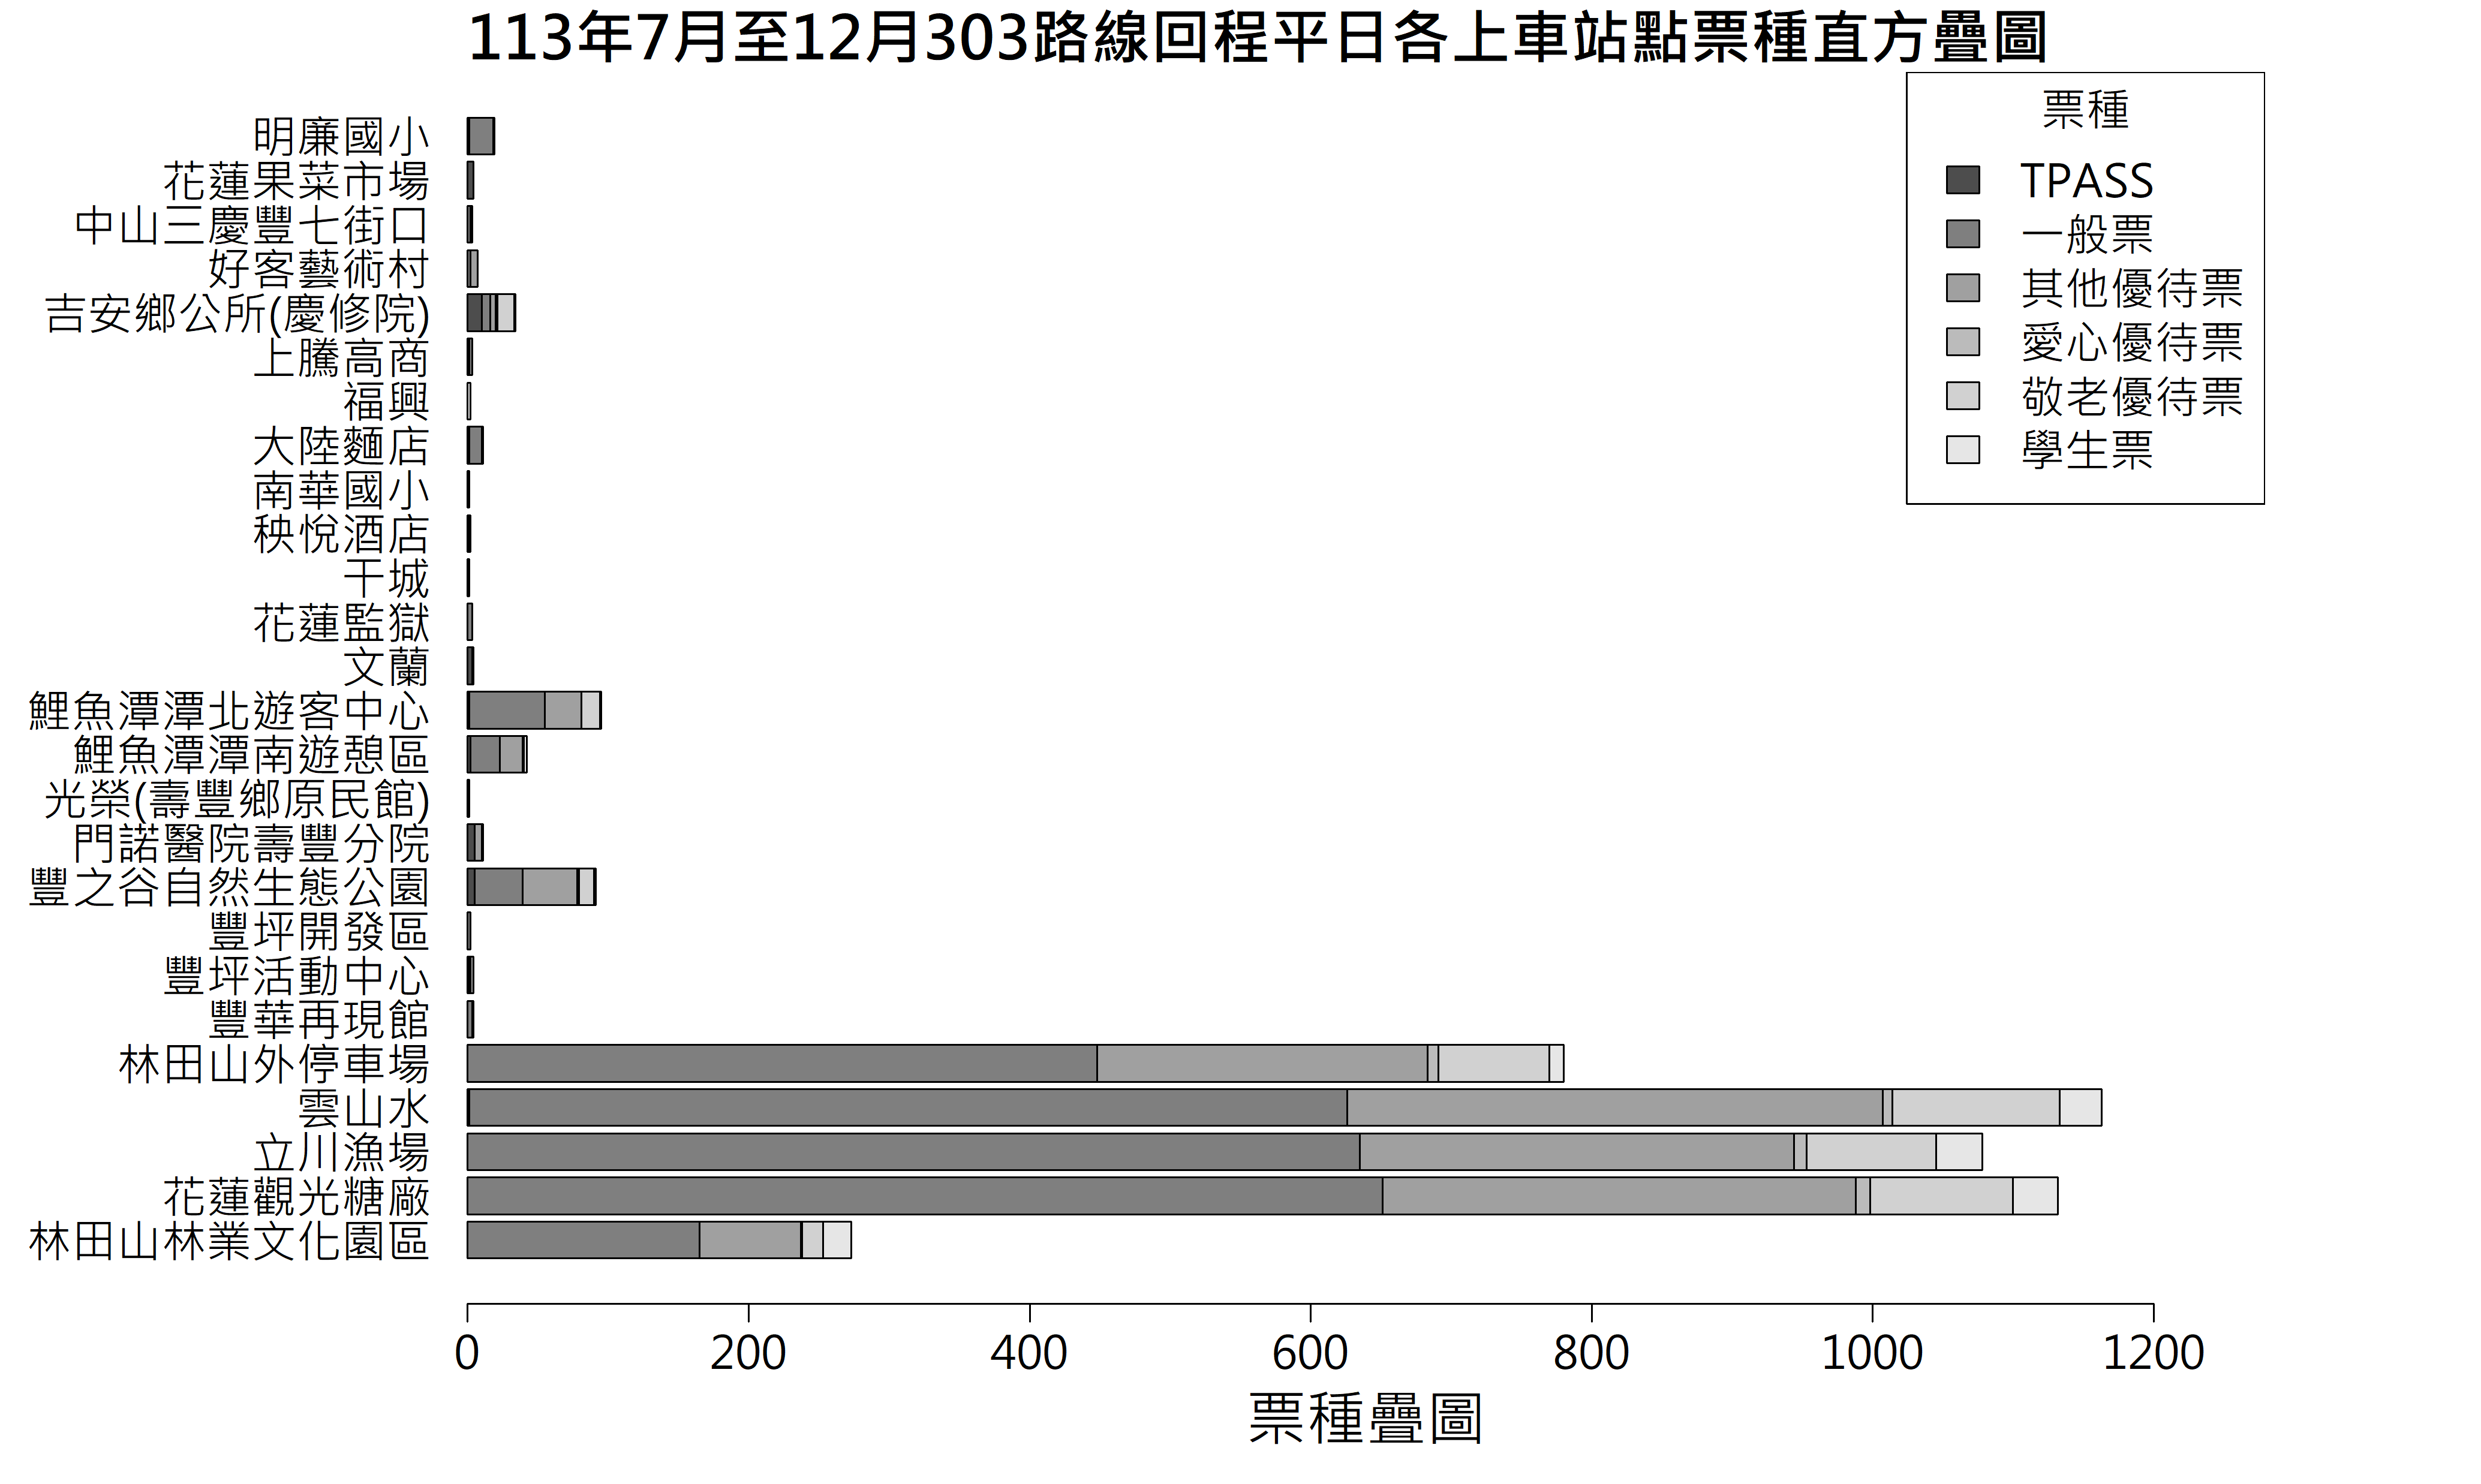 113年7月至12月303路線回程平日各上車站點票種直方疊圖
票種
TPASS
一般票
其他優待票
愛心優待票
敬老優待票
學生票
明廉國小
花蓮果菜市場
中山三慶豐七街口
好客藝術村
吉安鄉公所(慶修院)
上騰高商
福興
大陸麵店
南華國小
秧悅酒店
干城
花蓮監獄
文蘭
鯉魚潭潭北遊客中心
鯉魚潭潭南遊憩區
光榮(壽豐鄉原民館)
門諾醫院壽豐分院
豐之谷自然生態公園
豐坪開發區
豐坪活動中心
豐華再現館
林田山外停車場
雲山水
立川漁場
花蓮觀光糖廠
林田山林業文化園區
0 200 400 600 800 1000 1200
票種疊圖